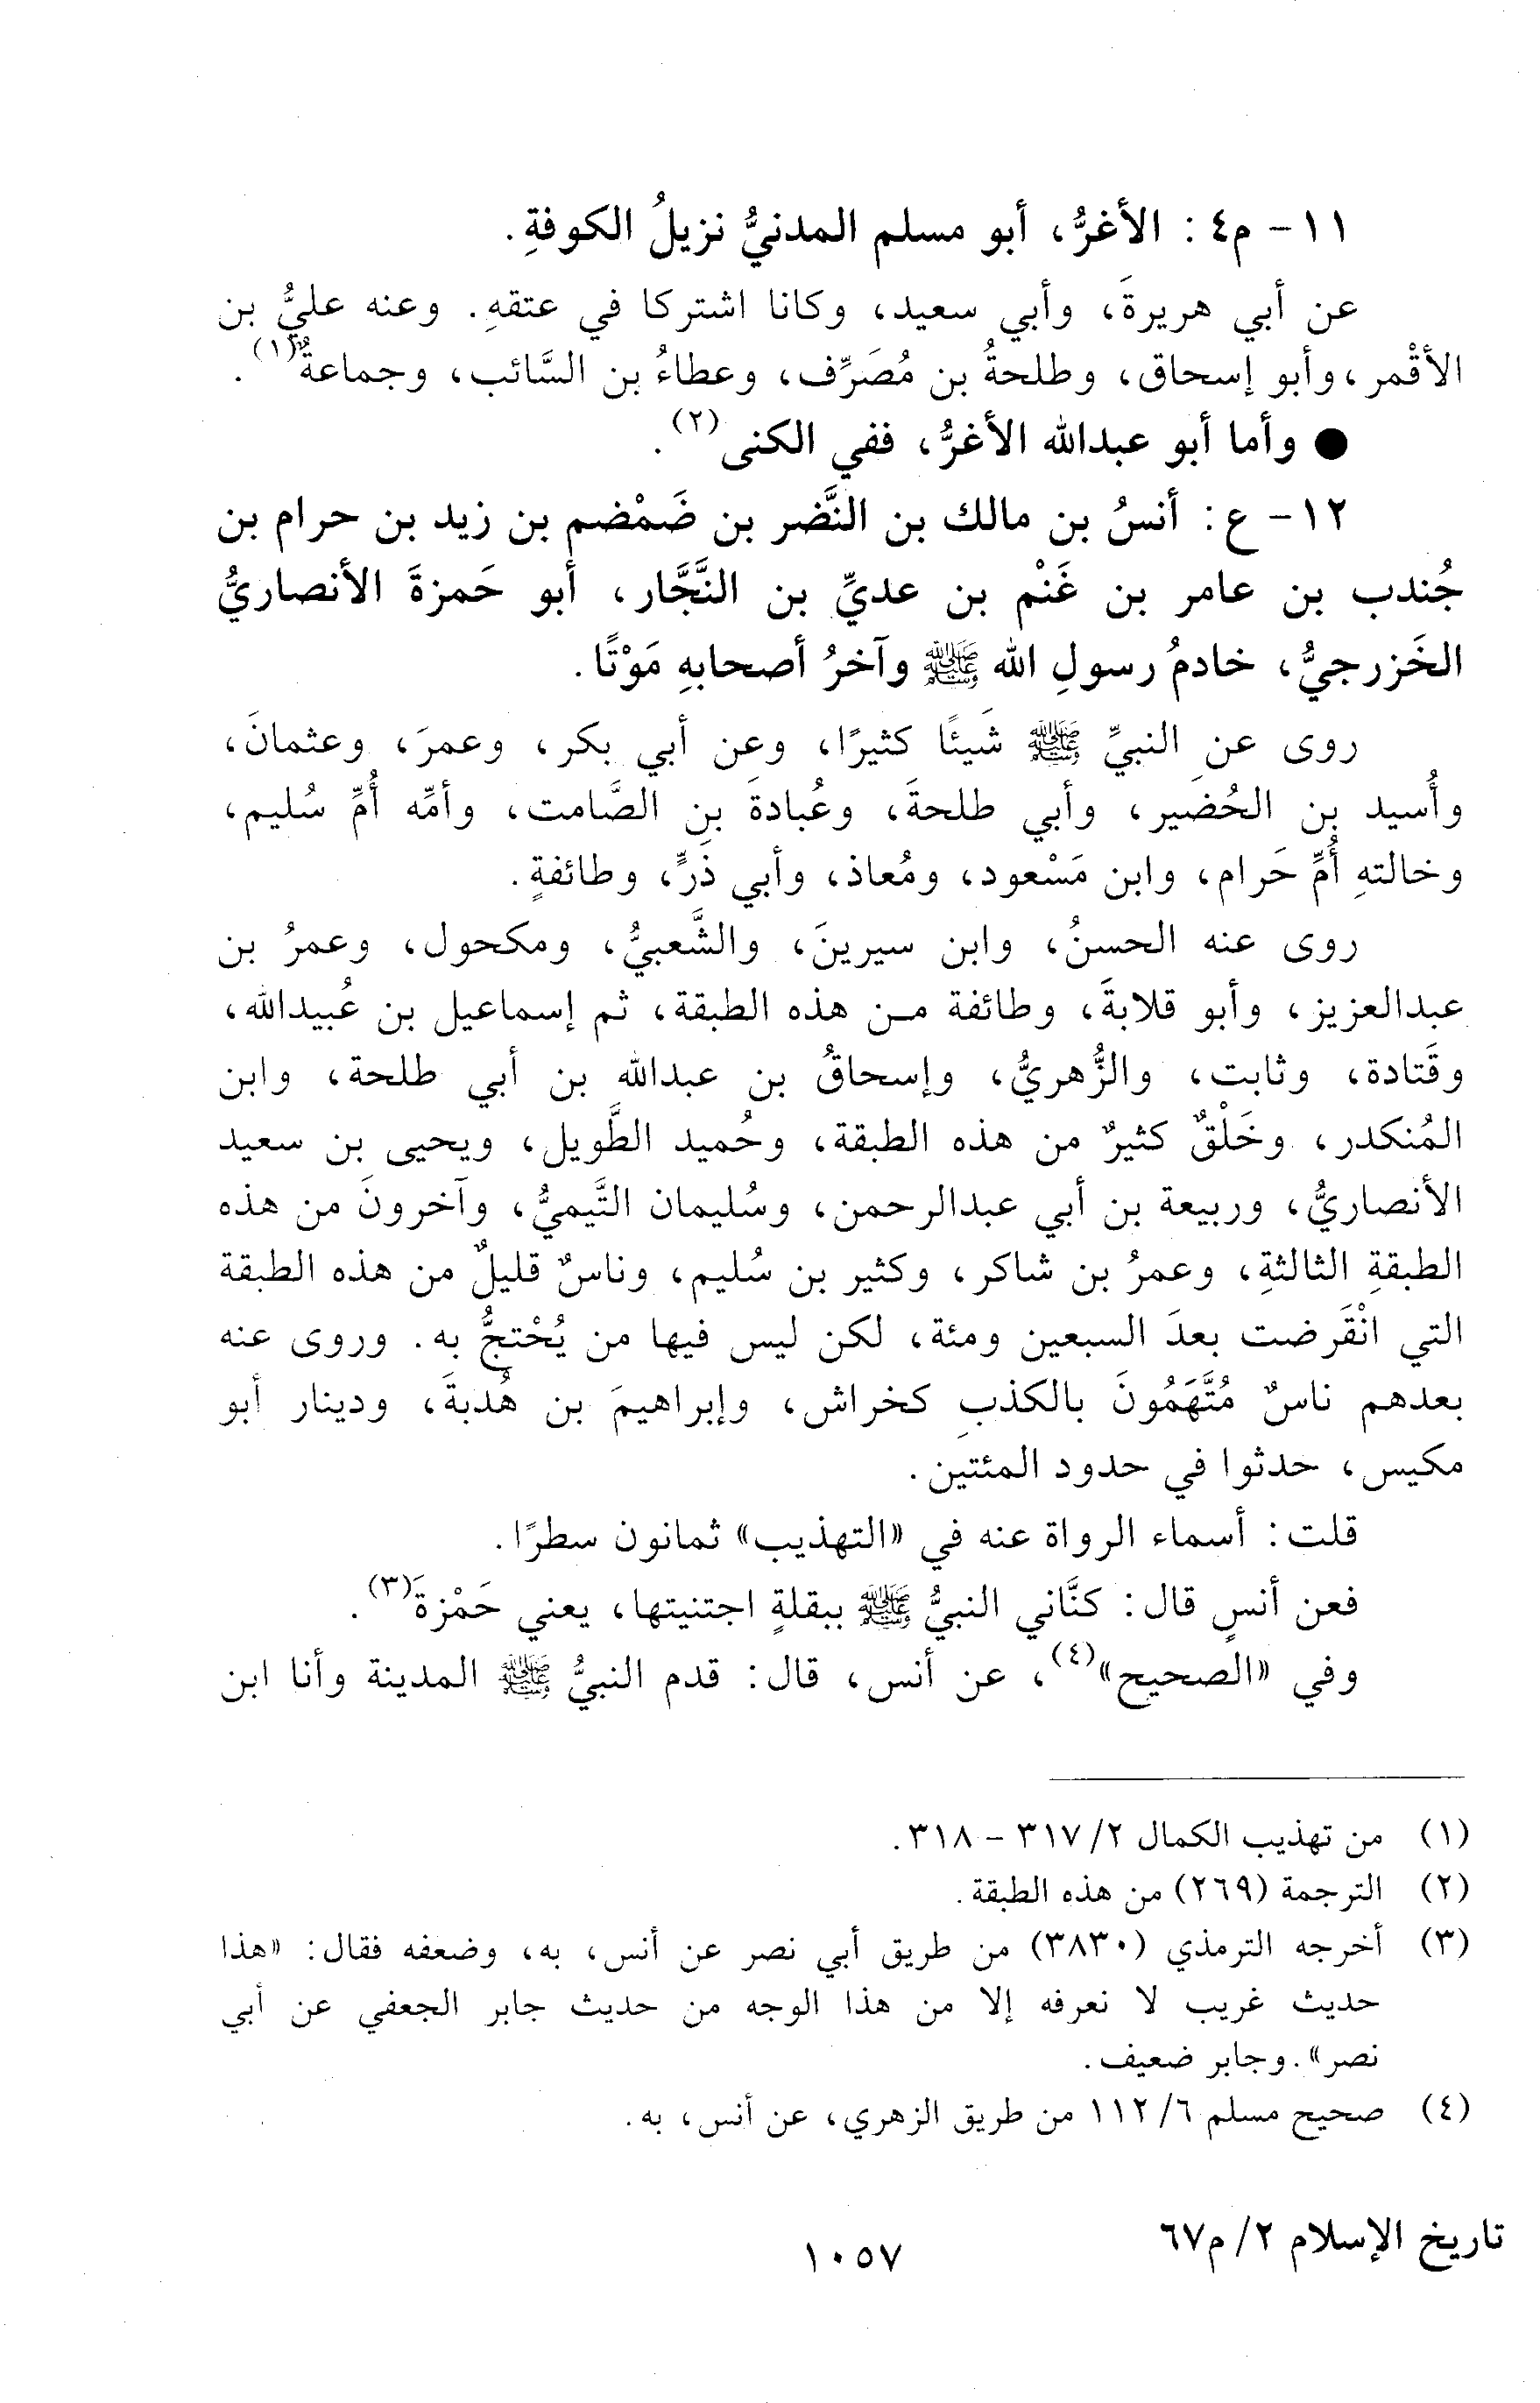 ١١- م٤: الأغرُّ، أبو مسلم المدنيُّ نزيلُ الكوفةِ.
عن أبي هريرةَ، وأبي سعيد، وكانا اشتركا في عتقهِ. وعنه عليُّ بن
الأقْمر، وأبو إسحاق، وطلحةُ بن مُصَرِّف، وعطاءُ بن السَّائب، وجماعةٌ(١).
● وأما أبو عبدالله الأغرُّ، ففي الكنى(٢).
١٢- ع: أنسُ بن مالك بن النَّضر بن ضَمْضم بن زيد بن حرام بن
جُندب بن عامر بن غَنْم بن عديِّ بن النَّجَّار، أبو حَمزةَ الأنصاريُّ
الخَزرجيُّ، خادمُ رسولِ الله ﷺ وآخرُ أصحابهِ مَوْتًا.
روى عن النبيِّ ﷺ شَيئًا كثيرًا، وعن أبي بكر، وعمرَ، وعثمانَ،
وأُسيد بن الحُضَير، وأبي طلحةَ، وعُبادةَ بن الصَّامت، وأمِّه أُمِّ سُليم،
وخالتهِ أُمِّ حَرام، وابن مَسْعود، ومُعاذ، وأبي ذَرٍّ، وطائفةٍ.
روى عنه الحسنُ، وابن سيرينَ، والشَّعبيُّ، ومكحول، وعمرُ بن
عبدالعزيز، وأبو قلابةَ، وطائفة من هذه الطبقة، ثم إسماعيل بن عُبيدالله،
وقَتادة، وثابت، والزُّهريُّ، وإسحاقُ بن عبدالله بن أبي طلحة، وابن
المُنكدر، وخَلْقٌ كثيرٌ من هذه الطبقة، وحُميد الطَّويل، ويحيى بن سعيد
الأنصاريُّ، وربيعة بن أبي عبدالرحمن، وسُليمان التَّيميُّ، وآخرونَ من هذه
الطبقةِ الثالثةِ، وعمرُ بن شاكر، وكثير بن سُليم، وناسٌ قليلٌ من هذه الطبقة
التي انْقَرضت بعدَ السبعين ومئة، لكن ليس فيها من يُحْتجُّ به. وروى عنه
بعدهم ناسٌ مُتَّهَمُونَ بالكذبِ كخراش، وإبراهيمَ بن هُدبةَ، ودينار أبو
مكيس، حدثوا في حدود المئتين.
قلت: أسماء الرواة عنه في «التهذيب» ثمانون سطرًا.
فعن أنسٍ قال: كنَّاني النبيُّ ﷺ ببقلةٍ اجتنيتها، يعني حَمْزةَ(٣).
وفي «الصحيح»(٤)، عن أنس، قال: قدم النبيُّ ﷺ المدينة وأنا ابن
(١) من تهذيب الكمال ٢/ ٣١٧ - ٣١٨.
(٢) الترجمة (٢٦٩) من هذه الطبقة.
(٣) أخرجه الترمذي (٣٨٣٠) من طريق أبي نصر عن أنس، به، وضعفه فقال: «هذا
حديث غريب لا نعرفه إلا من هذا الوجه من حديث جابر الجعفي عن أبي
نصر». وجابر ضعيف.
(٤) صحيح مسلم ٦/ ١١٢ من طريق الزهري، عن أنس، به.
تاريخ الإسلام ٢/ م٦٧
١٠٥٧